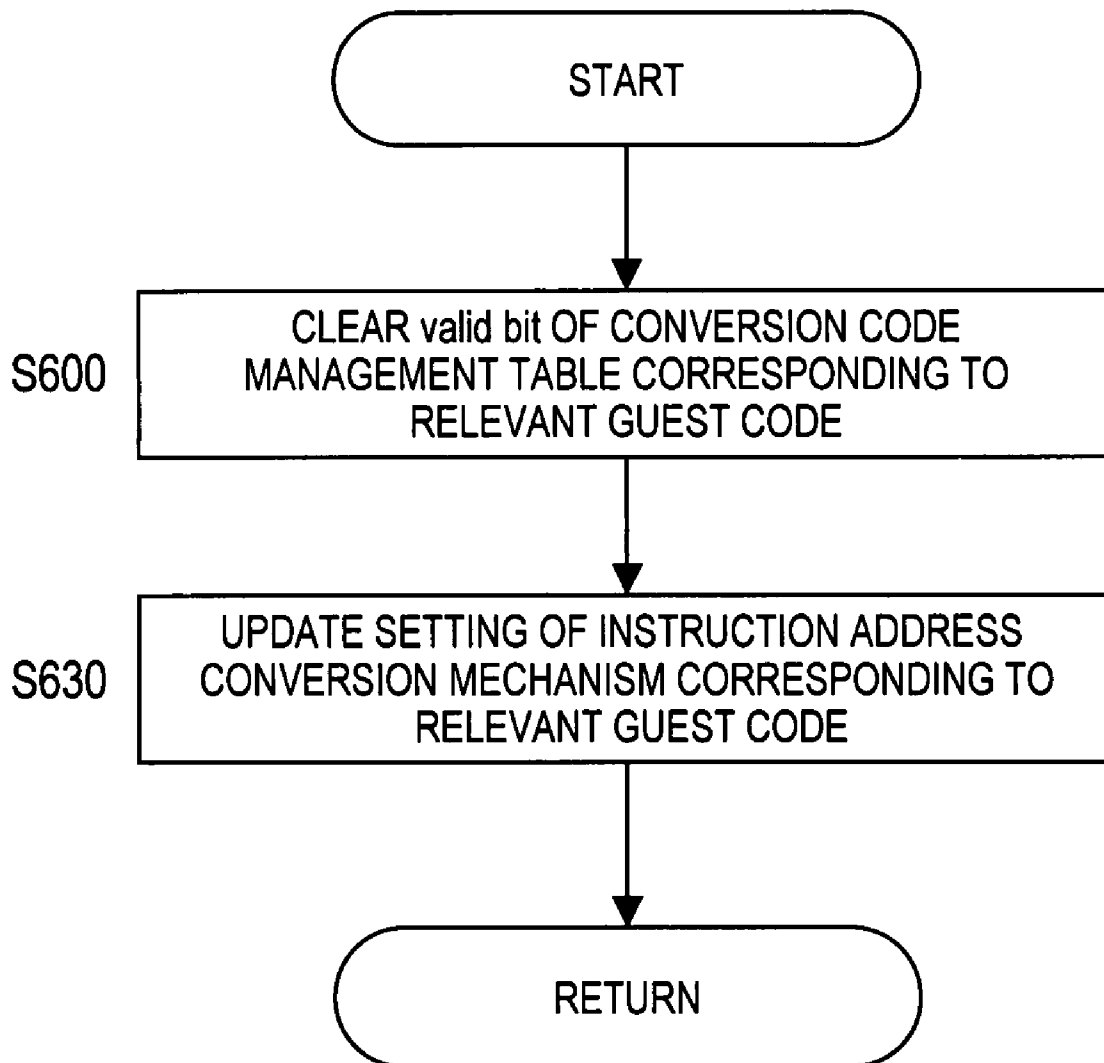 START
S600
CLEAR valid bit OF CONVERSION CODE
MANAGEMENT TABLE CORRESPONDING TO
RELEVANT GUEST CODE
S630
UPDATE SETTING OF INSTRUCTION ADDRESS
CONVERSION MECHANISM CORRESPONDING TO
RELEVANT GUEST CODE
RETURN